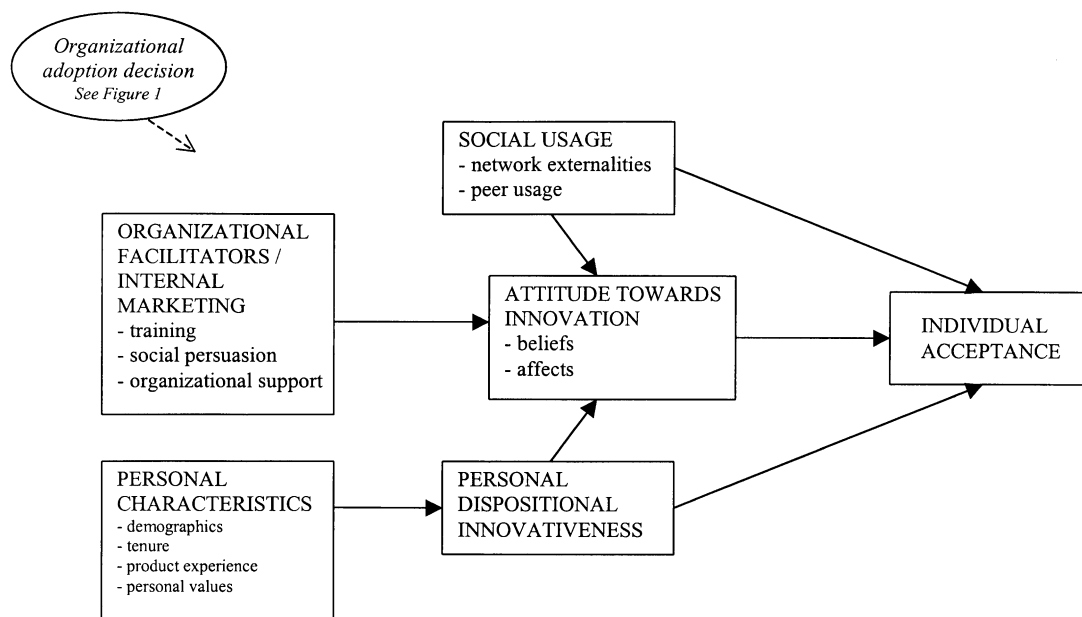 Organizational
adoption decision
See Figure 1
SOCIAL USAGE
- network externalities
- peer usage
ORGANIZATIONAL
FACILITATORS /
INTERNAL
MARKETING
- training
- social persuasion
- organizational support
ATTITUDE TOWARDS
INNOVATION
- beliefs
- affects
INDIVIDUAL
ACCEPTANCE
PERSONAL
CHARACTERISTICS
- demographics
- tenure
- product experience
- personal values
PERSONAL
DISPOSITIONAL
INNOVATIVENESS